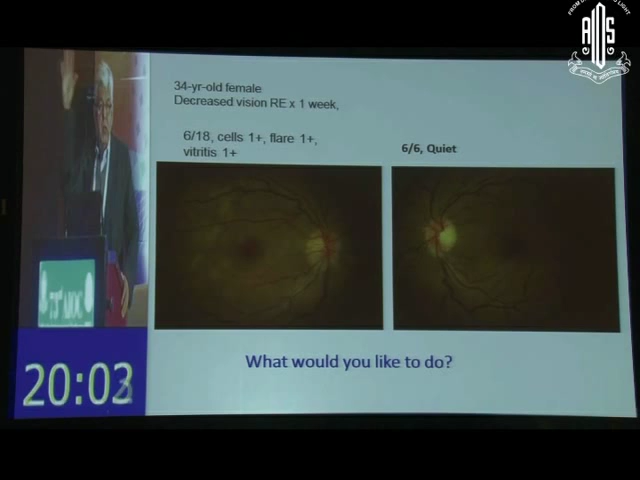 34-yr-old female
Decreased vision RE x 1 week,
6/18, cells 1+, flare 1+,
vitritis 1+
6/6, Quiet
What would you like to do?
20:03